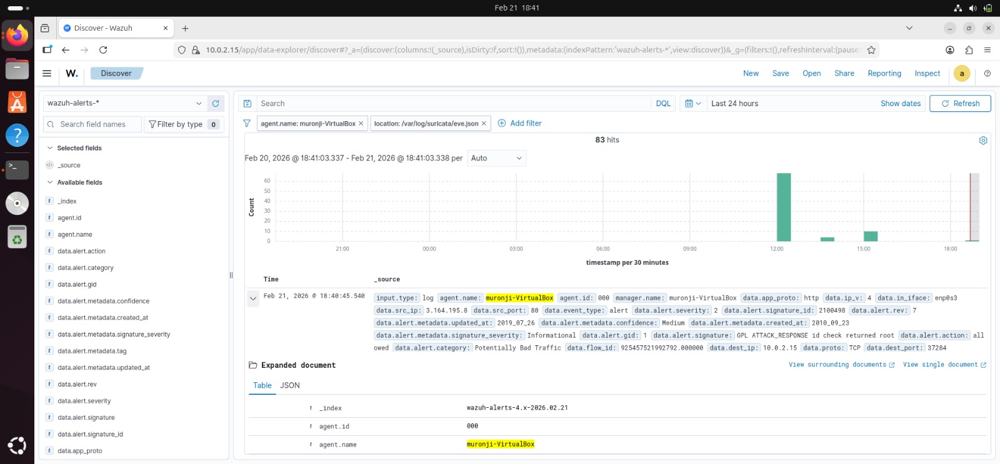 Feb 21 18:41
Discover - Wazuh
10.0.2.15/app/data-explorer/discover#?_a=(discover:(columns:!(_source),isDirty:!f,sort:!()),metadata:(indexPattern:'wazuh-alerts-*',view:discover))&_g=(filters:!(),refreshInterval:(pause:
W. Discover New Save Open Share Reporting Inspect a
wazuh-alerts-*
Search DQL Last 24 hours Show dates Refresh
Search field names Filter by type 0
agent.name: muronji-VirtualBox location: /var/log/suricata/eve.json Add filter
Selected fields
_source
Available fields
t _index
t agent.id
t agent.name
t data.alert.action
t data.alert.category
t data.alert.gid
t data.alert.metadata.confidence
t data.alert.metadata.created_at
t data.alert.metadata.signature_severity
t data.alert.metadata.tag
t data.alert.metadata.updated_at
t data.alert.rev
t data.alert.severity
t data.alert.signature
t data.alert.signature_id
t data.app_proto
83 hits
Feb 20, 2026 @ 18:41:03.337 - Feb 21, 2026 @ 18:41:03.338 per Auto
Count
60
50
40
30
20
10
0
21:00 00:00 03:00 06:00 09:00 12:00 15:00 18:00
timestamp per 30 minutes
Time _source
Feb 21, 2026 @ 18:40:45.540 input.type: log agent.name: muronji-VirtualBox agent.id: 000 manager.name: muronji-VirtualBox data.app_proto: http data.ip_v: 4 data.in_iface: enp0s3
data.src_ip: 3.164.195.8 data.src_port: 80 data.event_type: alert data.alert.severity: 2 data.alert.signature_id: 2100498 data.alert.rev: 7
data.alert.metadata.updated_at: 2019_07_26 data.alert.metadata.confidence: Medium data.alert.metadata.created_at: 2010_09_23
data.alert.metadata.signature_severity: Informational data.alert.gid: 1 data.alert.signature: GPL ATTACK_RESPONSE id check returned root data.alert.action: all
owed data.alert.category: Potentially Bad Traffic data.flow_id: 925457521992792.000000 data.dest_ip: 10.0.2.15 data.proto: TCP data.dest_port: 37284
Expanded document View surrounding documents View single document
Table JSON
t _index wazuh-alerts-4.x-2026.02.21
t agent.id 000
t agent.name muronji-VirtualBox